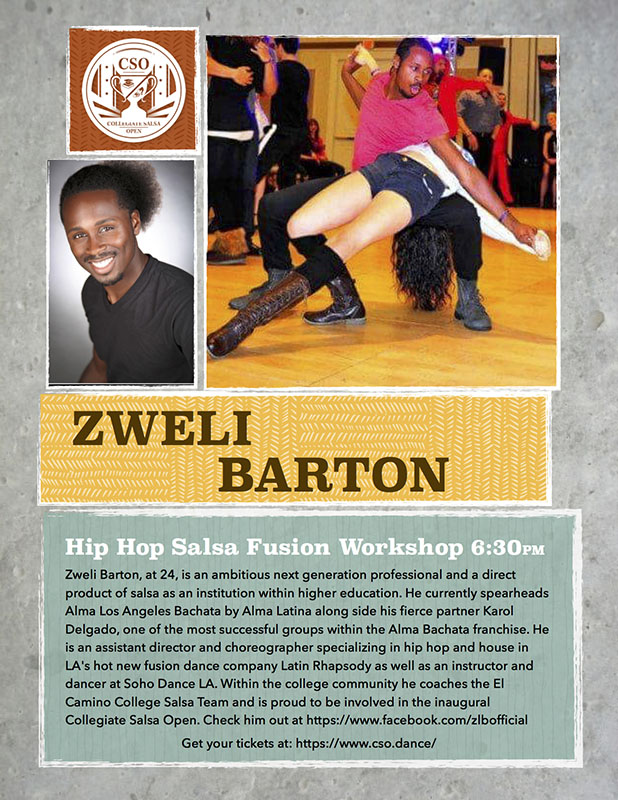 CSO
COLLEGIATE SALSA
OPEN
ZWELI
BARTON
Hip Hop Salsa Fusion Workshop 6:30PM
Zweli Barton, at 24, is an ambitious next generation professional and a direct
product of salsa as an institution within higher education. He currently spearheads
Alma Los Angeles Bachata by Alma Latina along side his fierce partner Karol
Delgado, one of the most successful groups within the Alma Bachata franchise. He
is an assistant director and choreographer specializing in hip hop and house in
LA's hot new fusion dance company Latin Rhapsody as well as an instructor and
dancer at Soho Dance LA. Within the college community he coaches the El
Camino College Salsa Team and is proud to be involved in the inaugural
Collegiate Salsa Open. Check him out at https://www.facebook.com/zlbofficial
Get your tickets at: https://www.cso.dance/